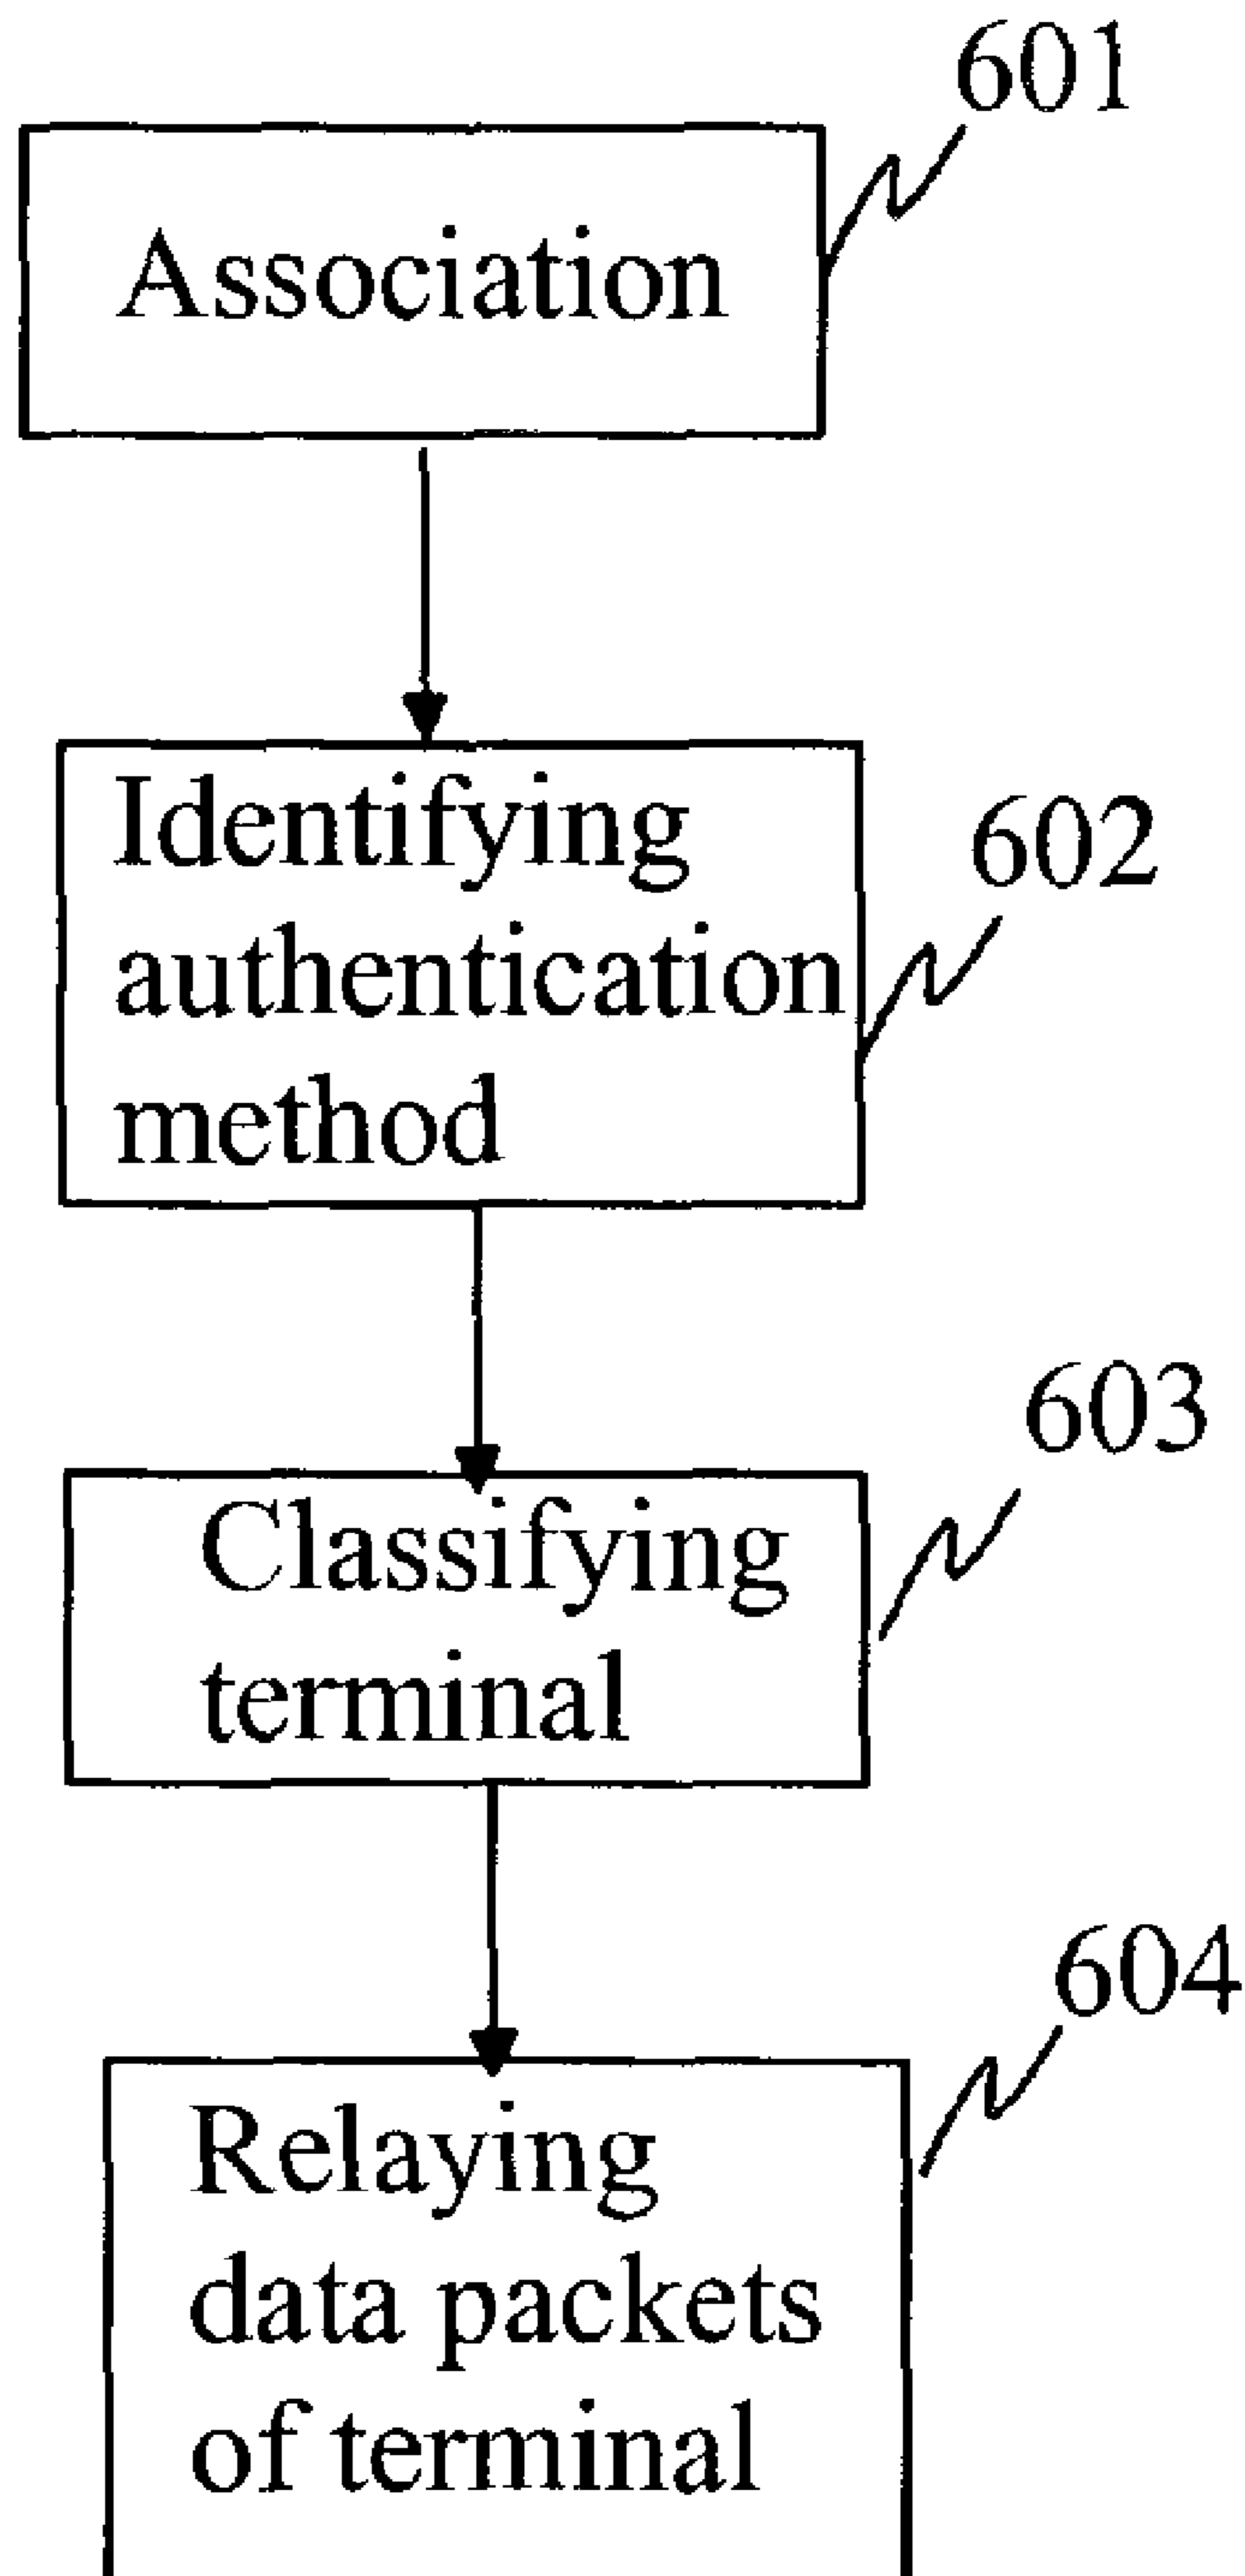 601
Association
Identifying
602
authentication
method
603
Classifying
terminal
604
Relaying
data packets
of terminal